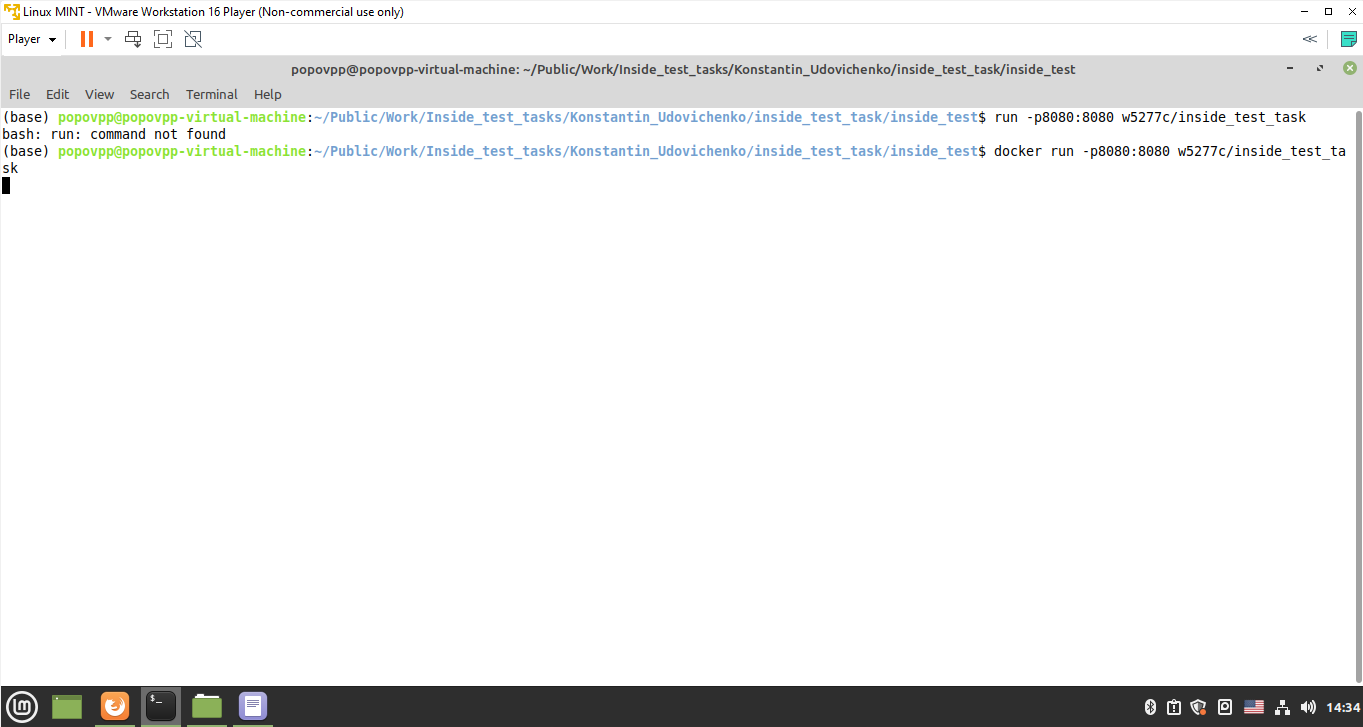 Linux MINT - VMware Workstation 16 Player (Non-commercial use only)
Player
popovpp@popovpp-virtual-machine: ~/Public/Work/Inside_test_tasks/Konstantin_Udovichenko/inside_test_task/inside_test
File Edit View Search Terminal Help
(base) popovpp@popovpp-virtual-machine:~/Public/Work/Inside_test_tasks/Konstantin_Udovichenko/inside_test_task/inside_test$ run -p8080:8080 w5277c/inside_test_task
bash: run: command not found
(base) popovpp@popovpp-virtual-machine:~/Public/Work/Inside_test_tasks/Konstantin_Udovichenko/inside_test_task/inside_test$ docker run -p8080:8080 w5277c/inside_test_ta
sk
14:34